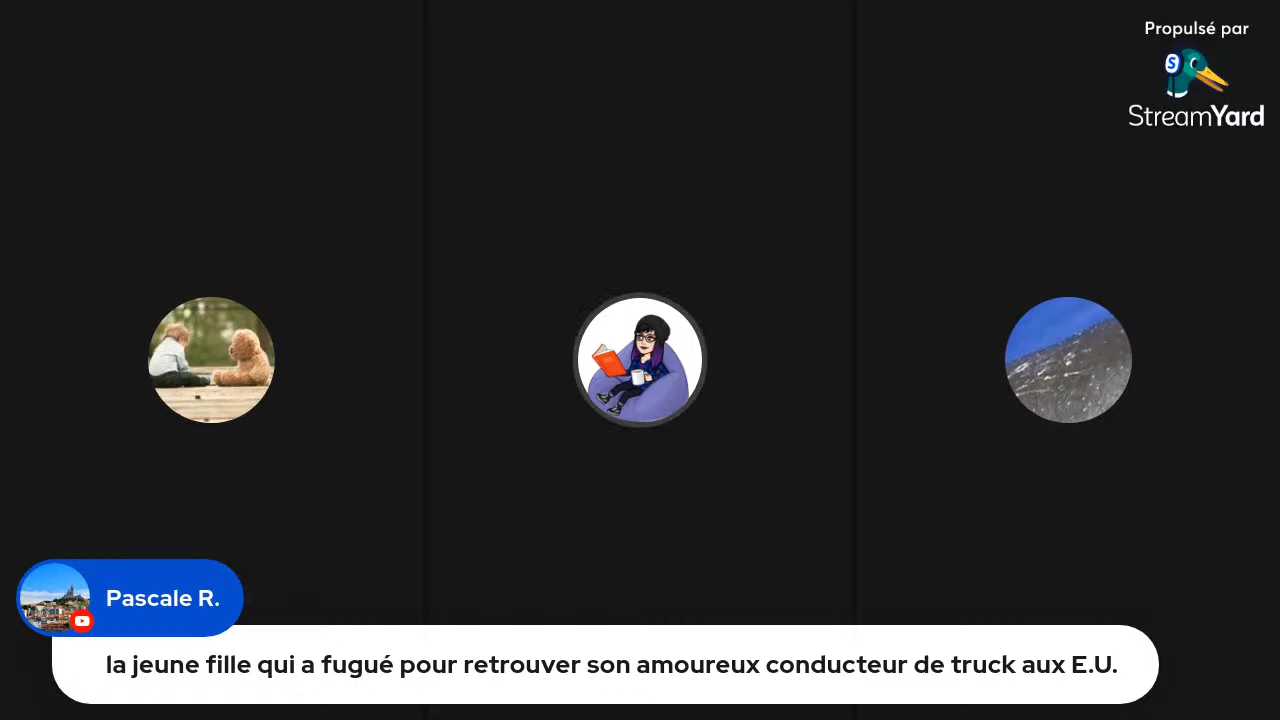 Propulsé par
StreamYard
Pascale R.
la jeune fille qui a fugué pour retrouver son amoureux conducteur de truck aux E.U.